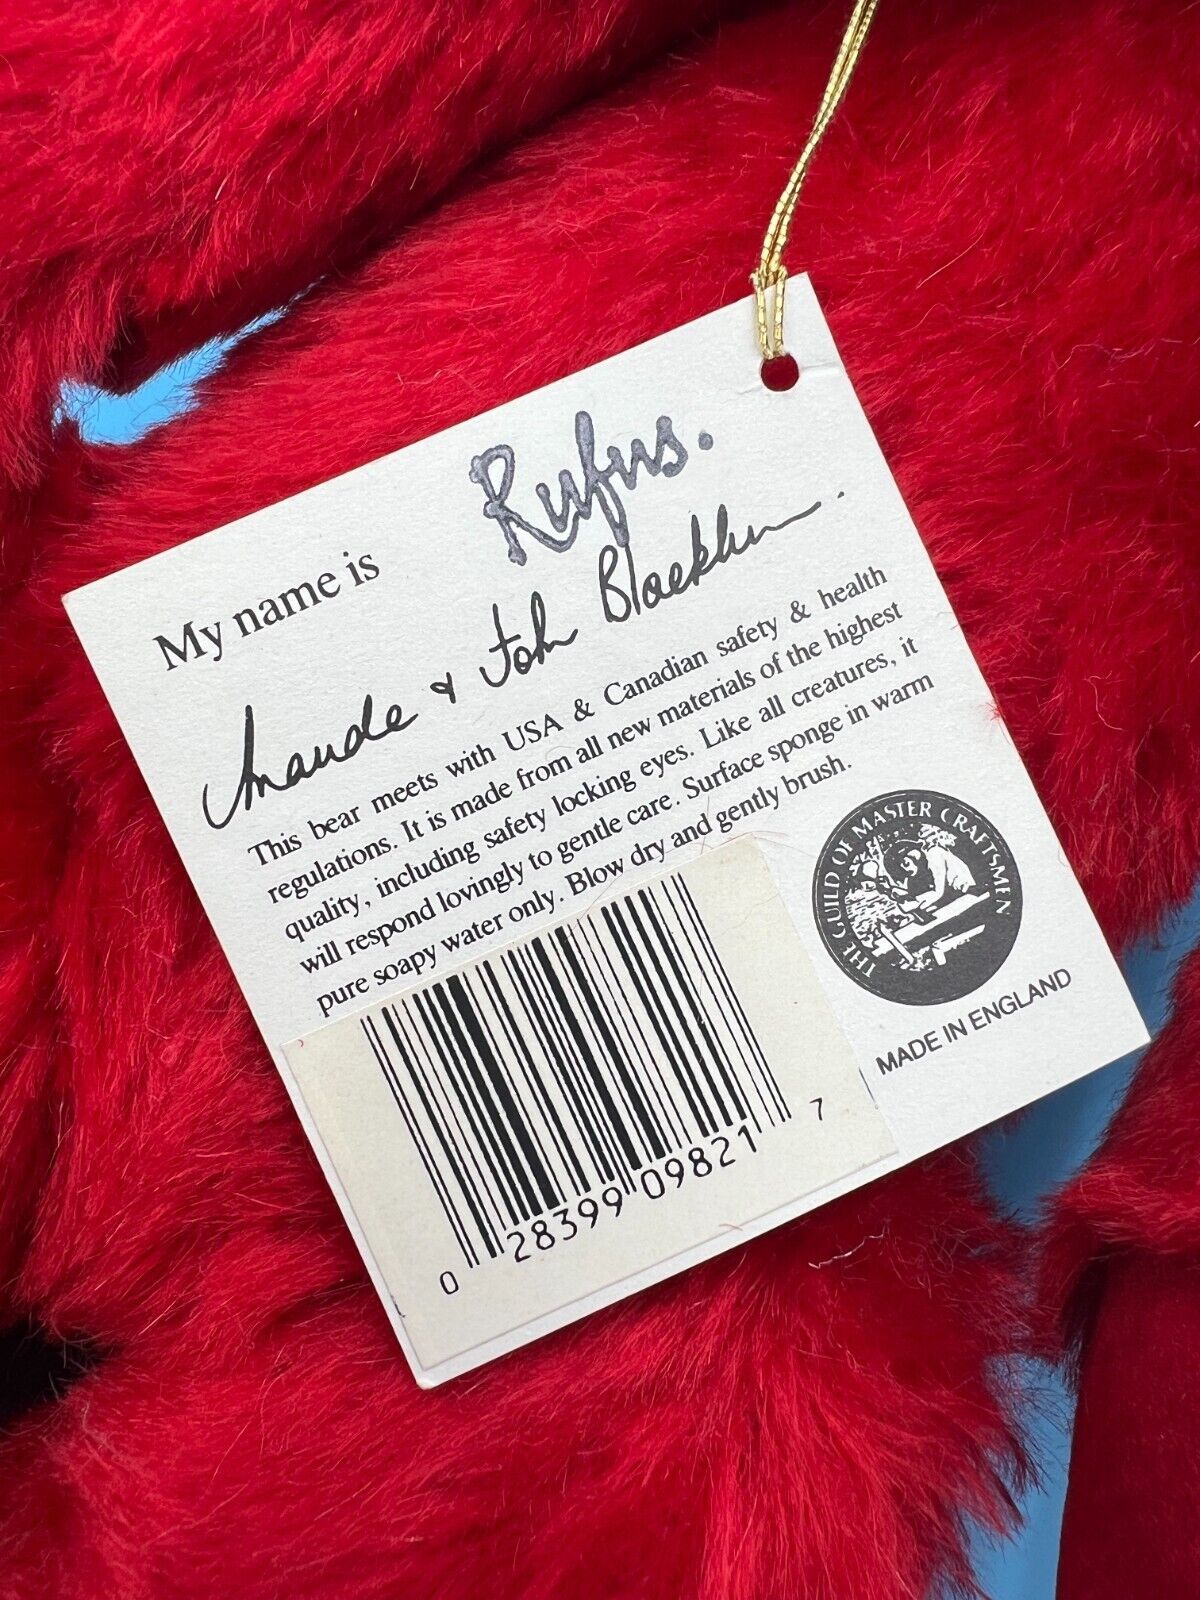 My name is Rufus.
Maude & John Blackburn.
This bear meets with USA & Canadian safety & health
regulations. It is made from all new materials of the highest
quality, including safety locking eyes. Like all creatures, it
will respond lovingly to gentle care. Surface sponge in warm
pure soapy water only. Blow dry and gently brush.
THE GUILD OF MASTER CRAFTSMEN
MADE IN ENGLAND
0 28399 09821 7